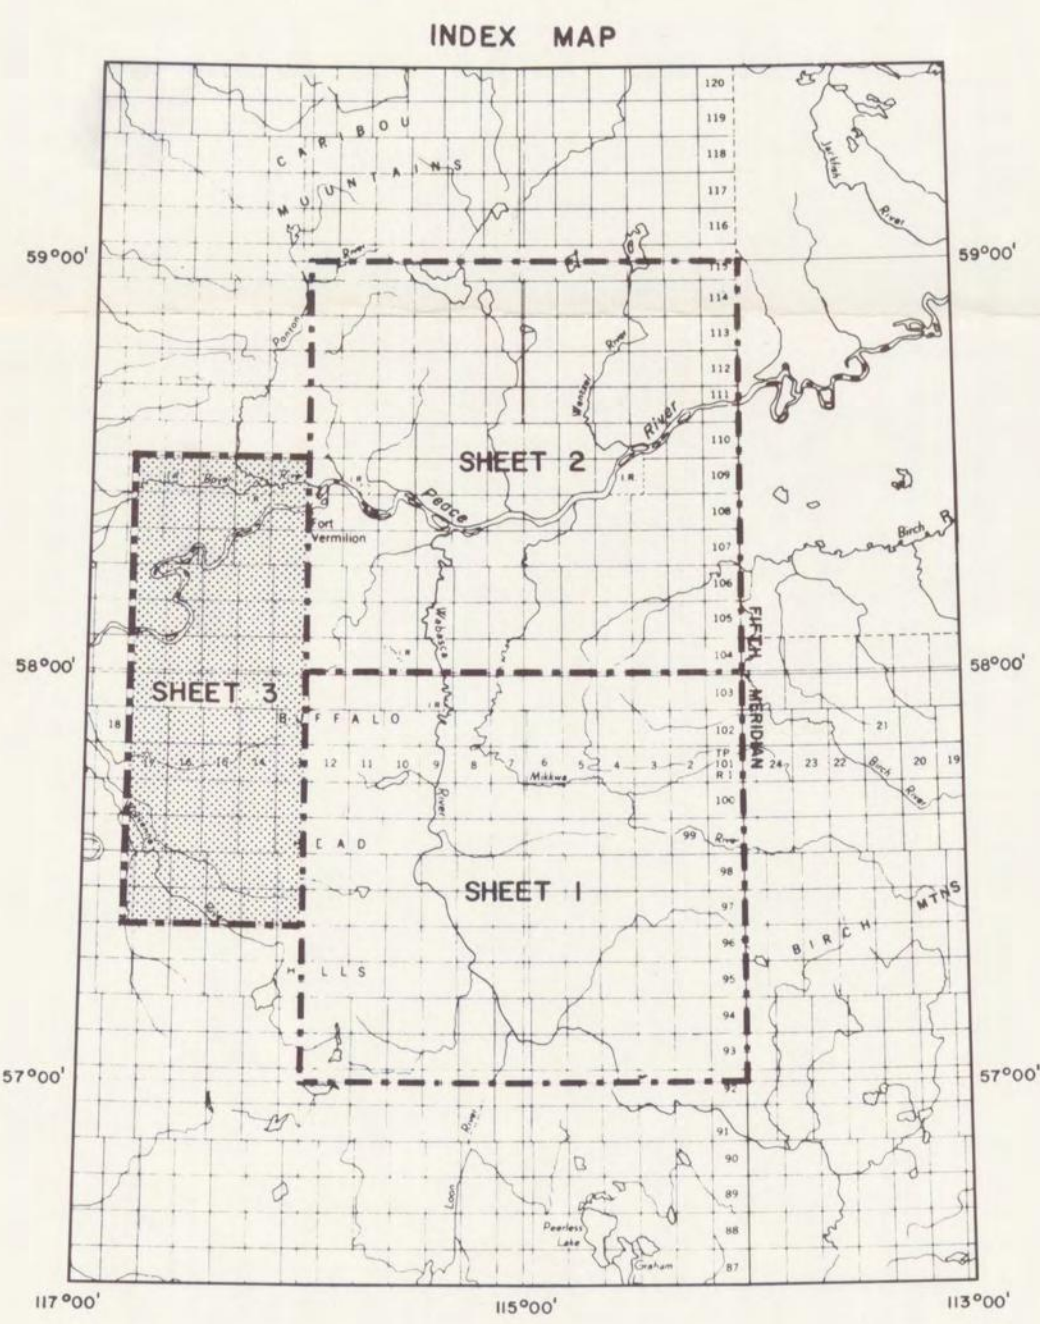 INDEX MAP
120
119
CARIBOU
118
Jackfish
MOUNTAINS
117
River
116
River
59°00'
59°00'
115
114
Ponton
113
River
112
Wentzel
111
River
110
SHEET 2
109
I.R.
Boyer River
I.R.
I.R.
Peace
108
Fort
Vermilion
Birch R
107
106
Wabasca
105
FIFTH MERIDIAN
104
58°00'
58°00'
SHEET 3
103
18
BUFFALO
I.R.
21
102
TP
17 16 15 14 12 11 10 9 8 7 6 5 4 3 2 101 24 23 22 20 19
R 1
Mikkwa
Birch
River
River
100
99 River
HEAD
98
SHEET 1
97
MTNS
96
BIRCH
HILLS
95
94
93
57°00'
57°00'
92
River
91
90
Loon
89
Peerless
88
Lake
Graham
87
117°00'
115°00'
113°00'